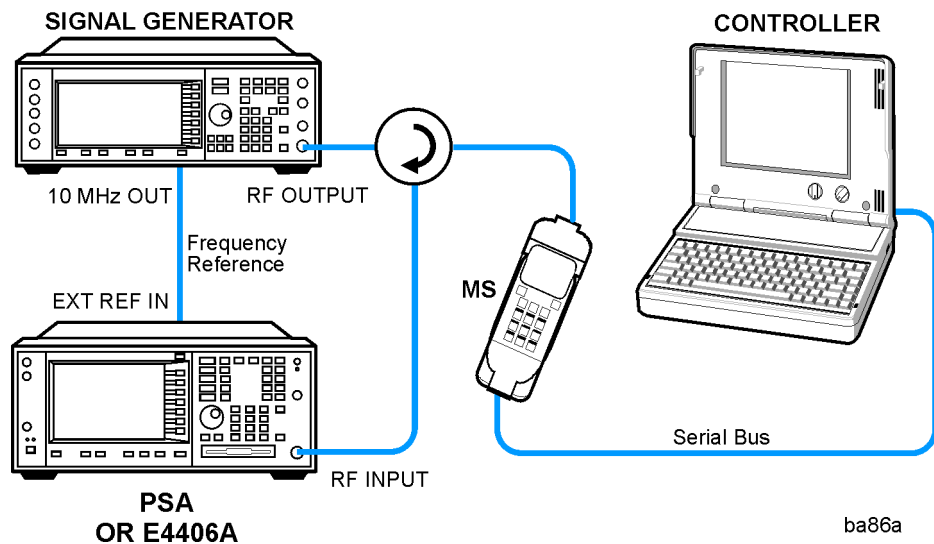 SIGNAL GENERATOR
CONTROLLER
10 MHz OUT
RF OUTPUT
Frequency
Reference
MS
EXT REF IN
Serial Bus
RF INPUT
PSA
OR E4406A
ba86a